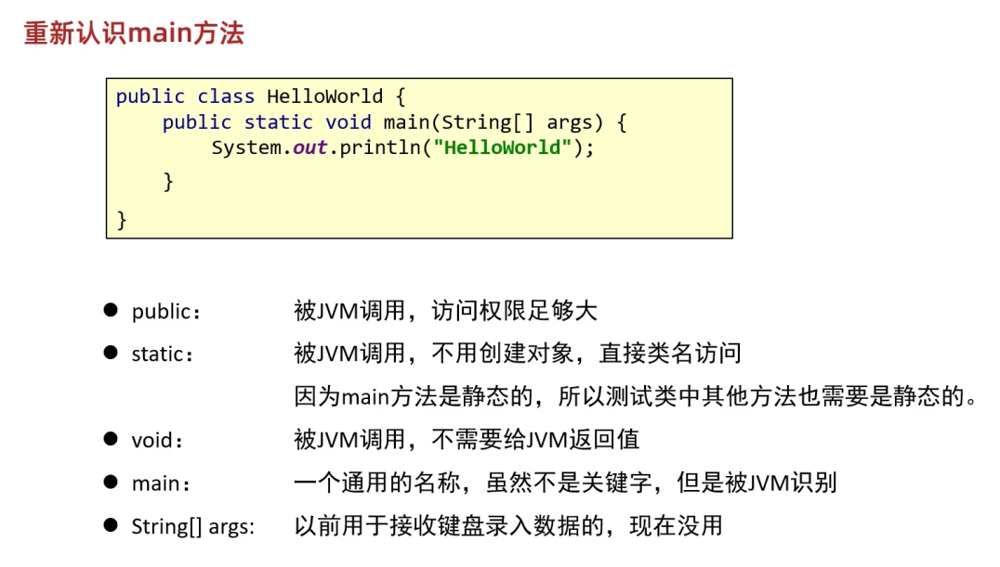 重新认识main方法
public class HelloWorld {
public static void main(String[] args) {
System.out.println("HelloWorld");
}
}
● public： 被JVM调用，访问权限足够大
● static： 被JVM调用，不用创建对象，直接类名访问
因为main方法是静态的，所以测试类中其他方法也需要是静态的。
● void： 被JVM调用，不需要给JVM返回值
● main： 一个通用的名称，虽然不是关键字，但是被JVM识别
● String[] args: 以前用于接收键盘录入数据的，现在没用